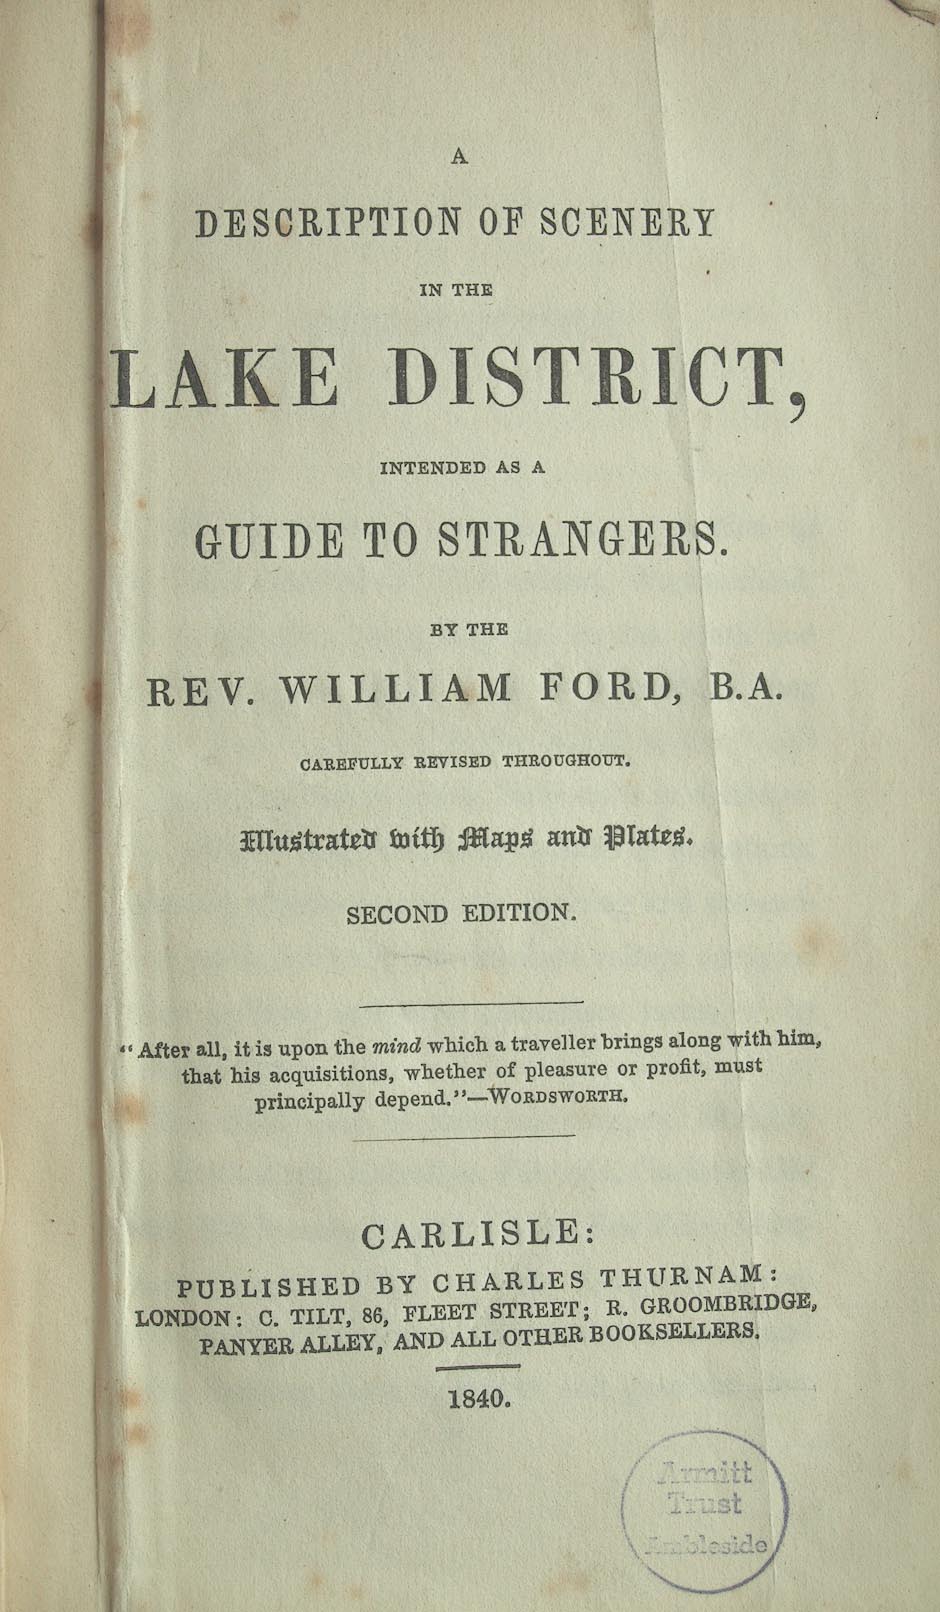 A
DESCRIPTION OF SCENERY
IN THE
LAKE DISTRICT,
INTENDED AS A
GUIDE TO STRANGERS.
BY THE
REV. WILLIAM FORD, B.A.
CAREFULLY REVISED THROUGHOUT.
Illustrated with Maps and Plates.
SECOND EDITION.
“After all, it is upon the mind which a traveller brings along with him,
that his acquisitions, whether of pleasure or profit, must
principally depend.”—WORDSWORTH.
CARLISLE:
PUBLISHED BY CHARLES THURNAM:
LONDON: C. TILT, 86, FLEET STREET; R. GROOMBRIDGE,
PANYER ALLEY, AND ALL OTHER BOOKSELLERS.
1840.
Armitt
Trust
Ambleside